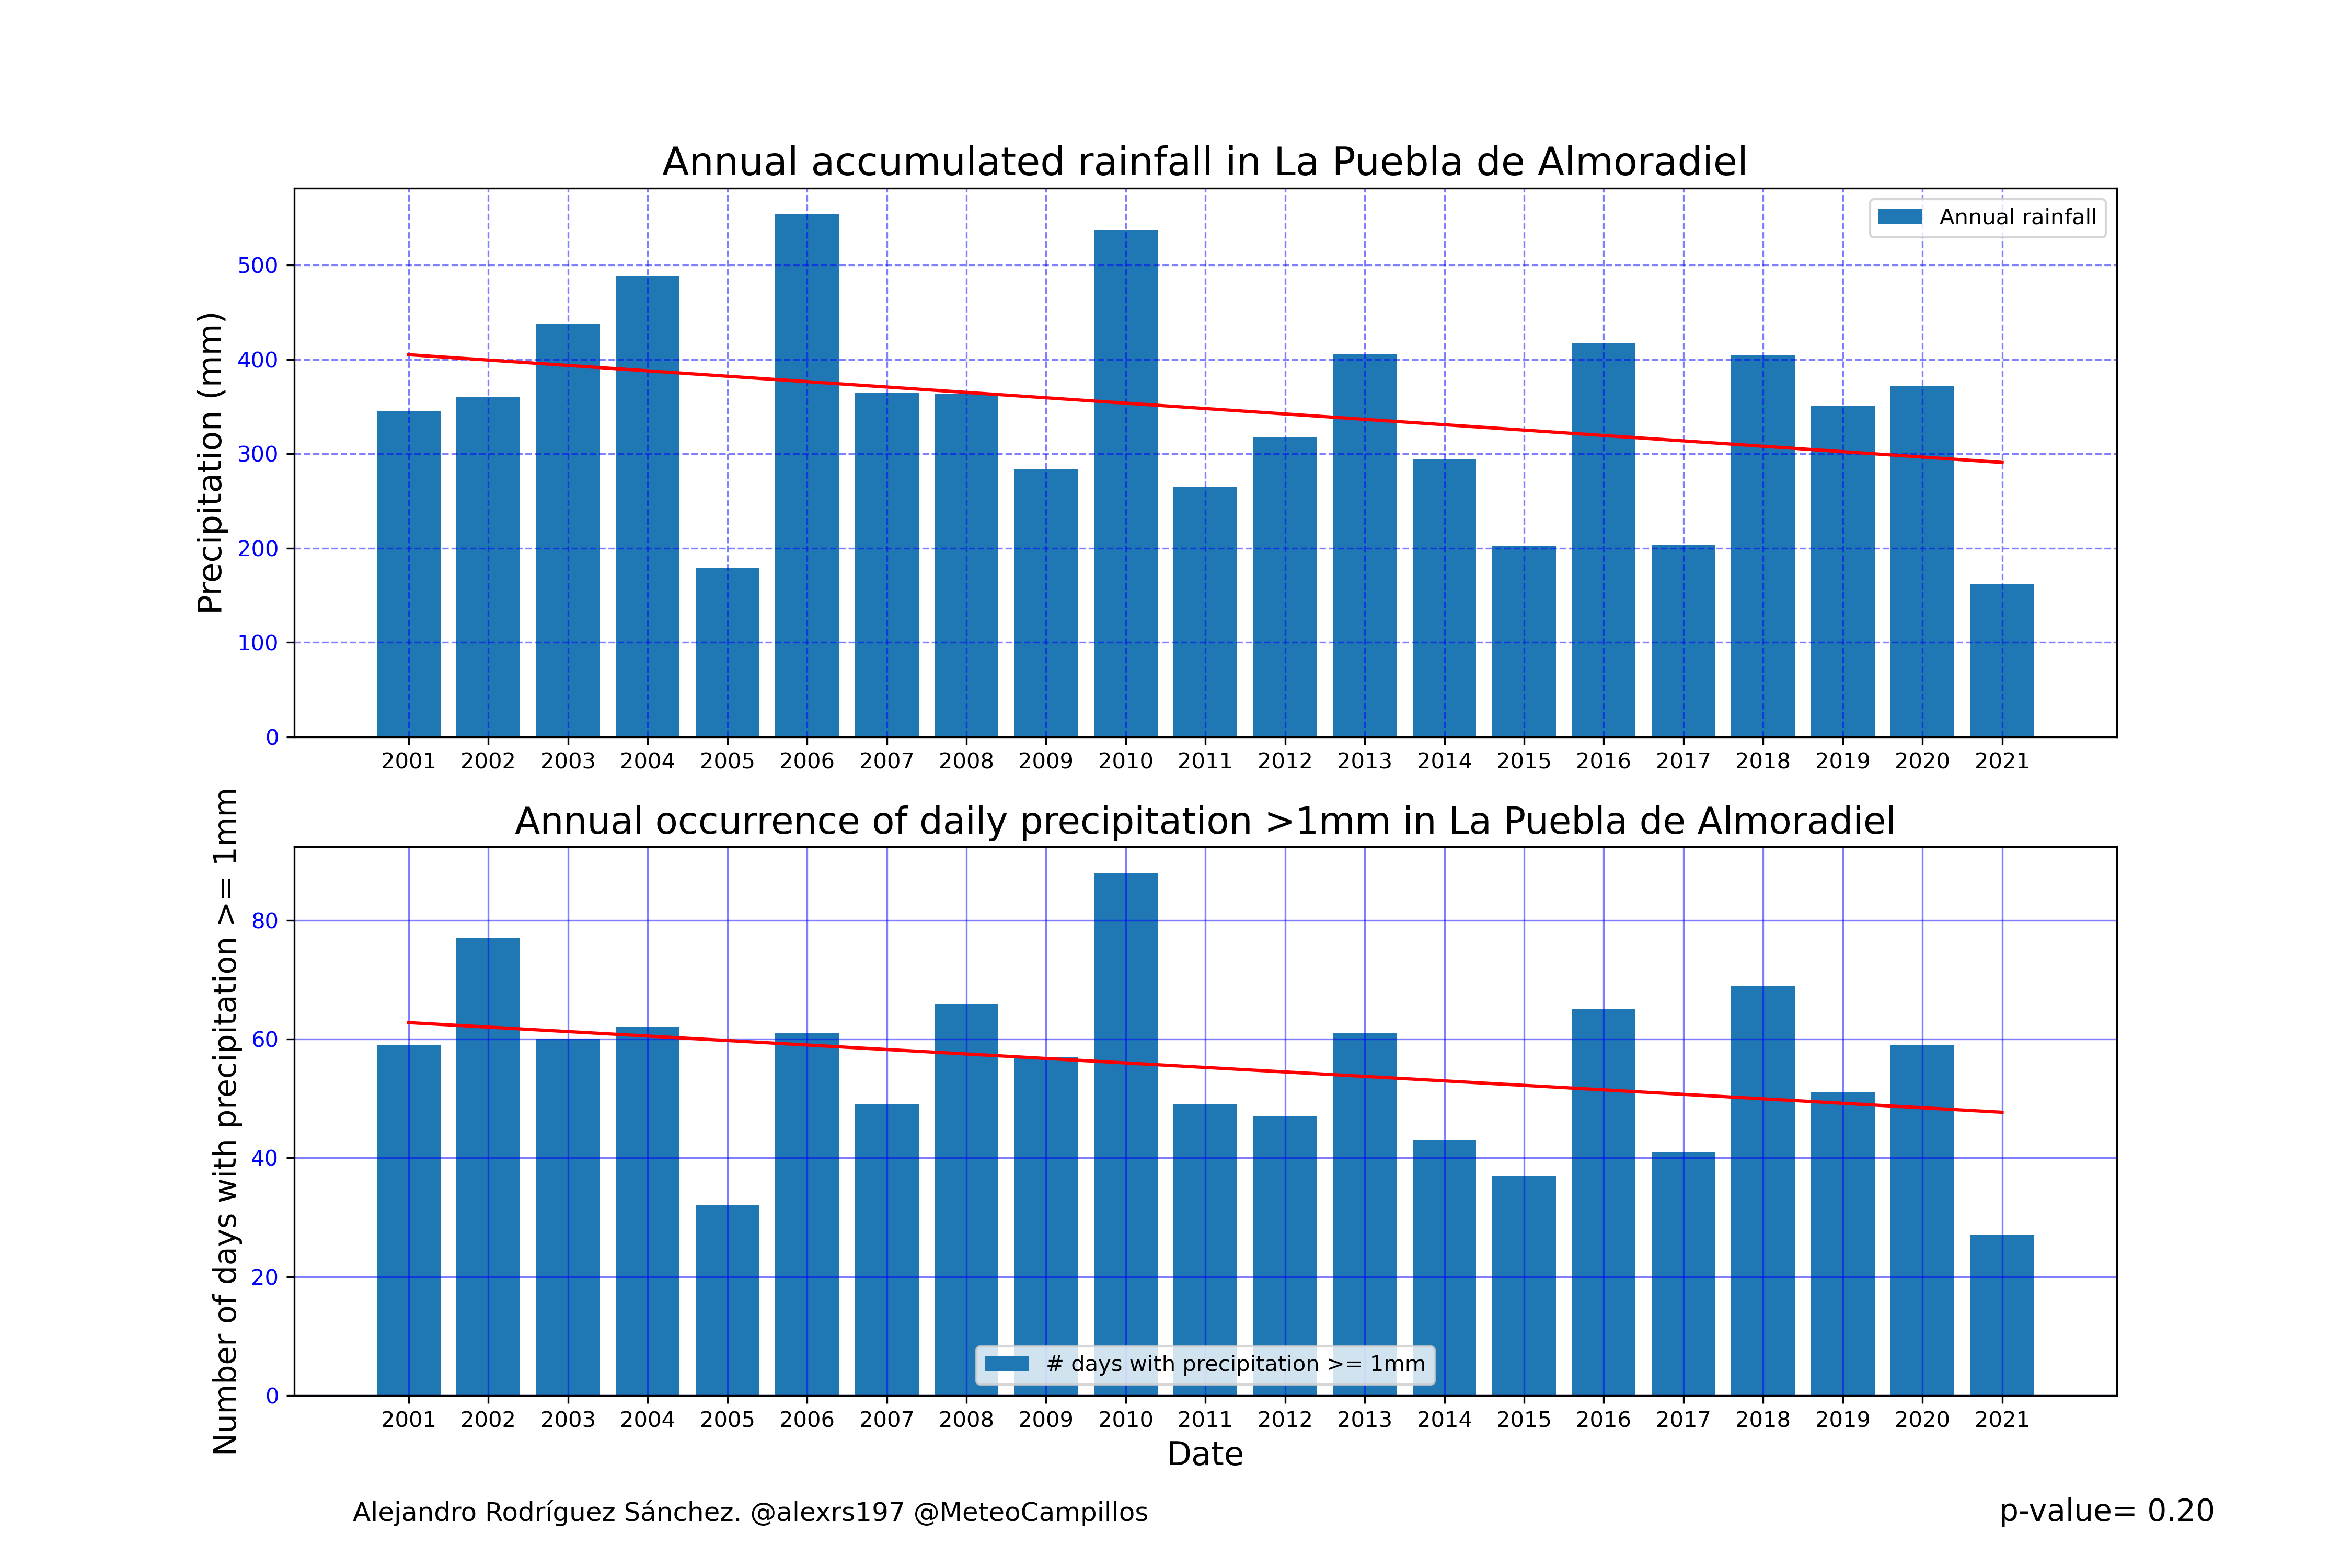 Annual accumulated rainfall in La Puebla de Almoradiel
Precipitation (mm)
Annual rainfall
500
400
300
200
100
0
2001 2002 2003 2004 2005 2006 2007 2008 2009 2010 2011 2012 2013 2014 2015 2016 2017 2018 2019 2020 2021
Annual occurrence of daily precipitation >1mm in La Puebla de Almoradiel
Number of days with precipitation >= 1mm
80
60
40
20
0
# days with precipitation >= 1mm
2001 2002 2003 2004 2005 2006 2007 2008 2009 2010 2011 2012 2013 2014 2015 2016 2017 2018 2019 2020 2021
Date
Alejandro Rodríguez Sánchez. @alexrs197 @MeteoCampillos
p-value= 0.20